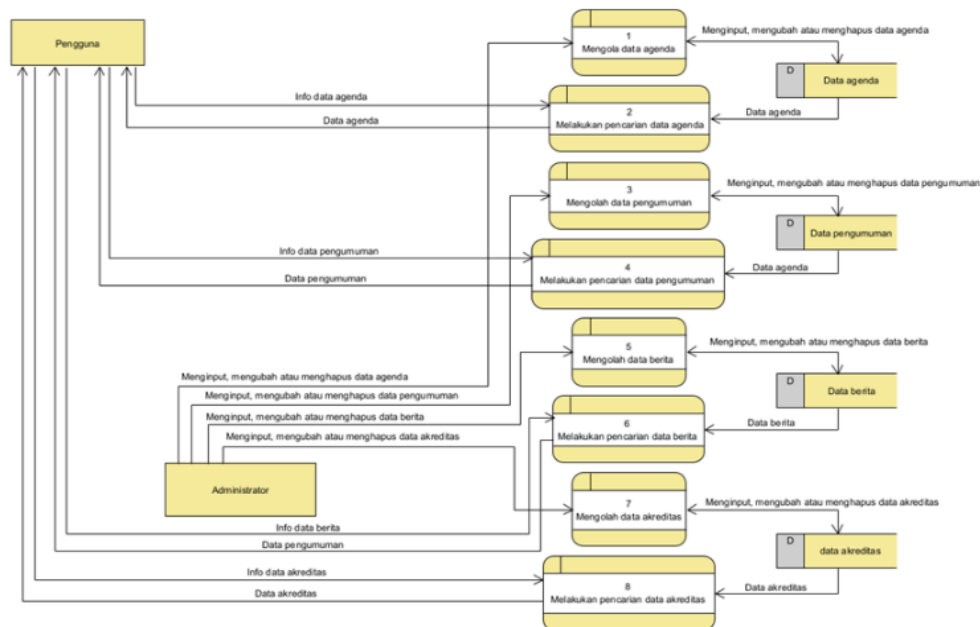 Pengguna
1
Mengola data agenda
Menginput, mengubah atau menghapus data agenda
D
Data agenda
Info data agenda
Data agenda
2
Melakukan pencarian data agenda
Data agenda
3
Mengolah data pengumuman
Menginput, mengubah atau menghapus data pengumuman
D
Data pengumuman
Info data pengumuman
Data pengumuman
4
Melakukan pencarian data pengumuman
Data agenda
5
Mengolah data berita
Menginput, mengubah atau menghapus data berita
D
Data berita
Menginput, mengubah atau menghapus data agenda
Menginput, mengubah atau menghapus data pengumuman
Menginput, mengubah atau menghapus data berita
Menginput, mengubah atau menghapus data akreditas
6
Melakukan pencarian data berita
Data berita
Administrator
7
Mengolah data akreditas
Menginput, mengubah atau menghapus data akreditas
D
data akreditas
Info data berita
Data pengumuman
Info data akreditas
Data akreditas
8
Melakukan pencarian data akreditas
Data akreditas